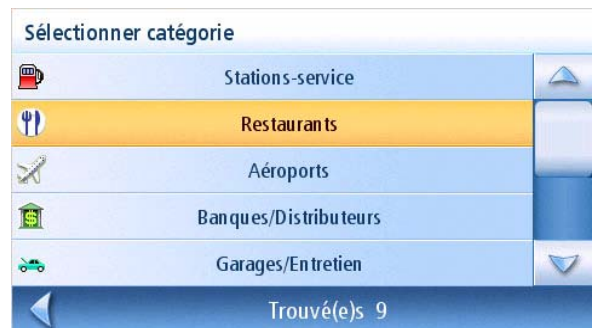 Sélectionner catégorie
Stations-service
Restaurants
Aéroports
Banques/Distributeurs
Garages/Entretien
Trouvé(e)s 9